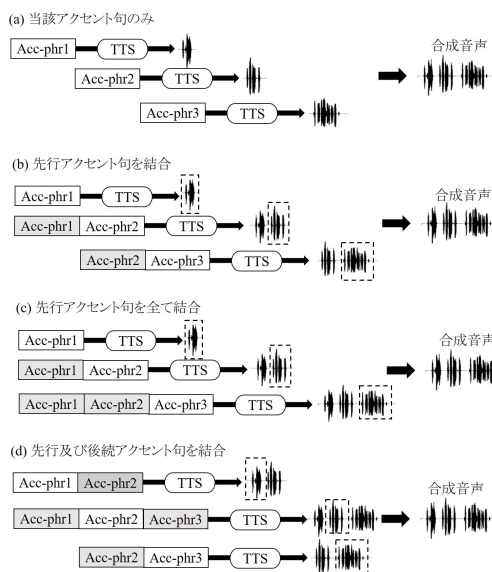 (a) 当該アクセント句のみ
Acc-phr1 TTS
合成音声
Acc-phr2 TTS
Acc-phr3 TTS
(b) 先行アクセント句を結合
合成音声
Acc-phr1 TTS
Acc-phr1 Acc-phr2 TTS
Acc-phr2 Acc-phr3 TTS
(c) 先行アクセント句を全て結合
合成音声
Acc-phr1 TTS
Acc-phr1 Acc-phr2 TTS
Acc-phr1 Acc-phr2 Acc-phr3 TTS
(d) 先行及び後続アクセント句を結合
Acc-phr1 Acc-phr2 TTS
合成音声
Acc-phr1 Acc-phr2 Acc-phr3 TTS
Acc-phr2 Acc-phr3 TTS